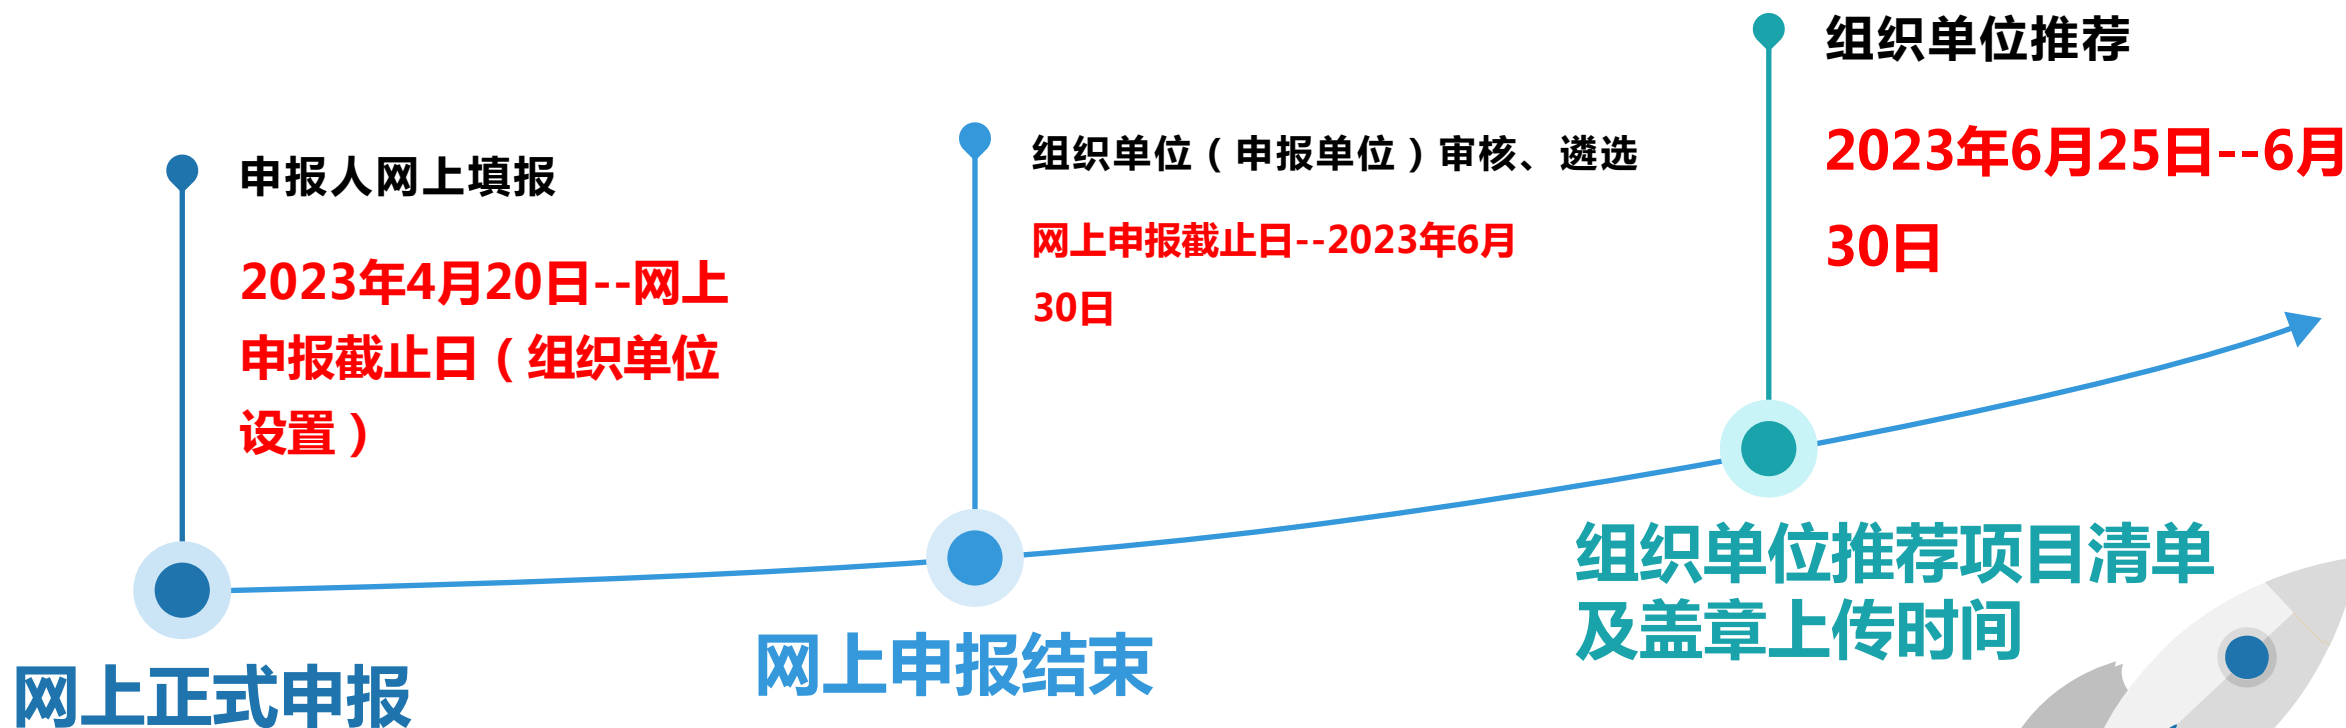 申报人网上填报
2023年4月20日--网上
申报截止日（组织单位
设置）
网上正式申报
组织单位（申报单位）审核、遴选
网上申报截止日--2023年6月
30日
网上申报结束
组织单位推荐
2023年6月25日--6月
30日
组织单位推荐项目清单
及盖章上传时间